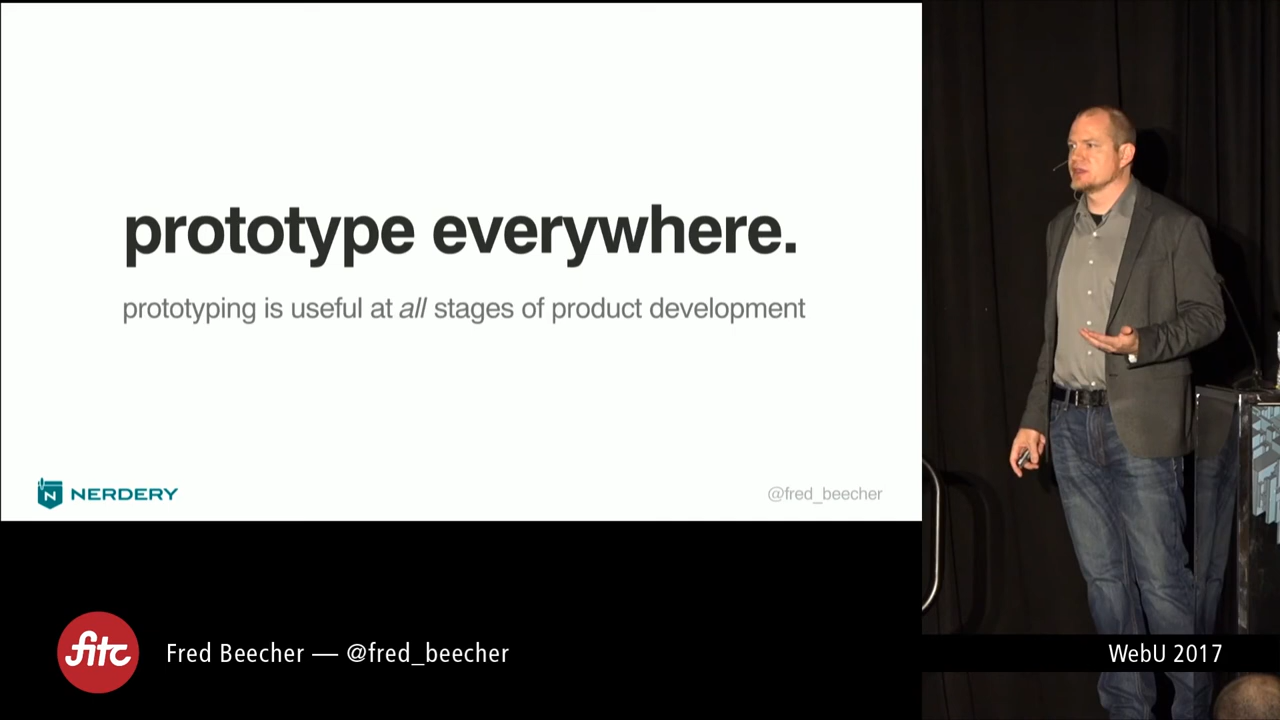 prototype everywhere.
prototyping is useful at all stages of product development
NERDERY
@fred_beecher
fitc
Fred Beecher — @fred_beecher
WebU 2017